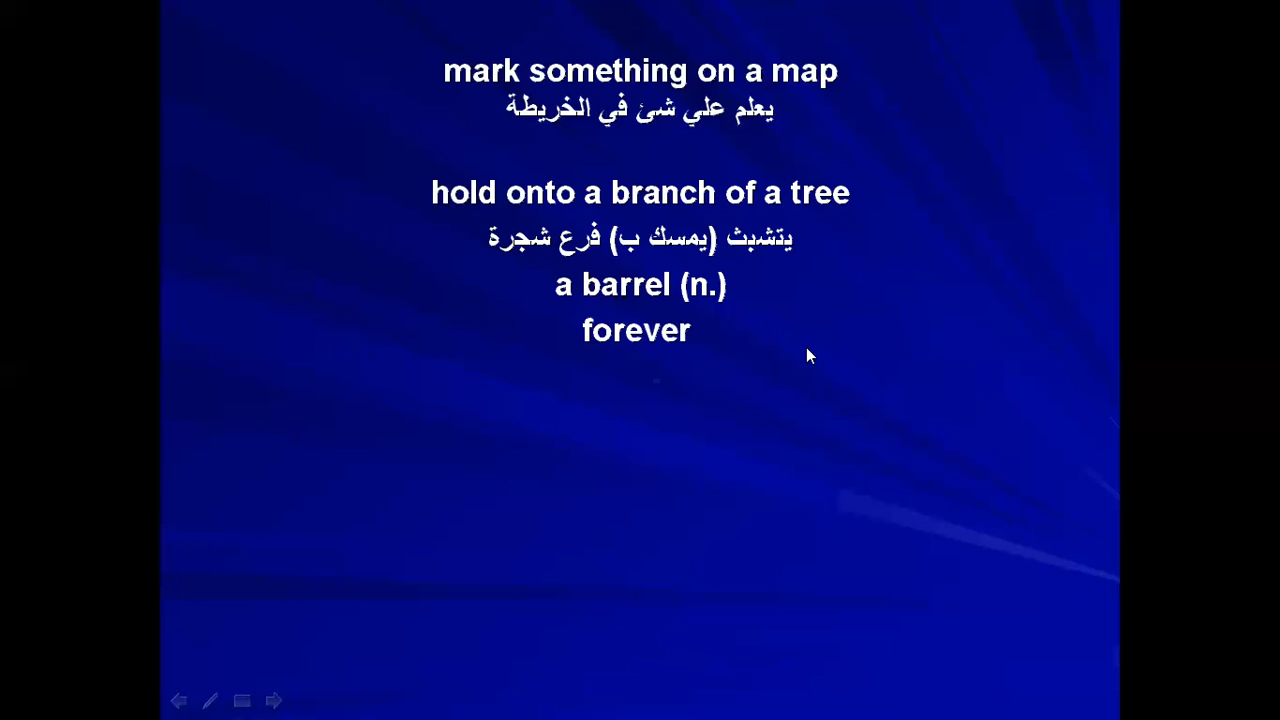 mark something on a map
يعلم علي شئ في الخريطة
hold onto a branch of a tree
يتشبث (يمسك ب) فرع شجرة
a barrel (n.)
forever